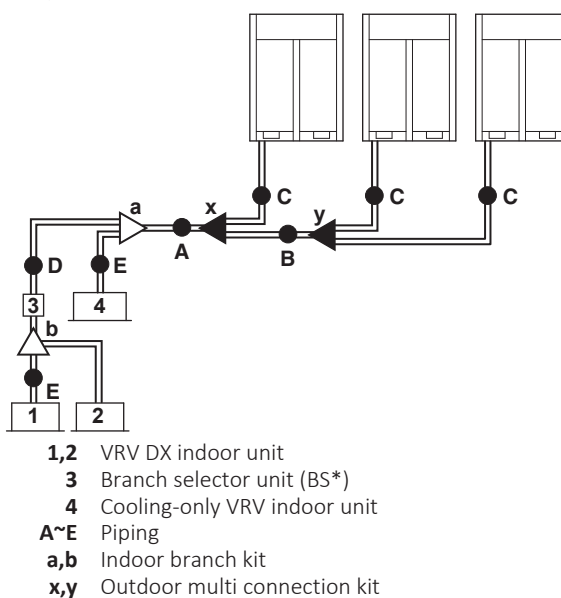 C
C
C
a
x
y
A
B
D
E
3
4
b
E
1
2
1,2 VRV DX indoor unit
3 Branch selector unit (BS*)
4 Cooling-only VRV indoor unit
A~E Piping
a,b Indoor branch kit
x,y Outdoor multi connection kit